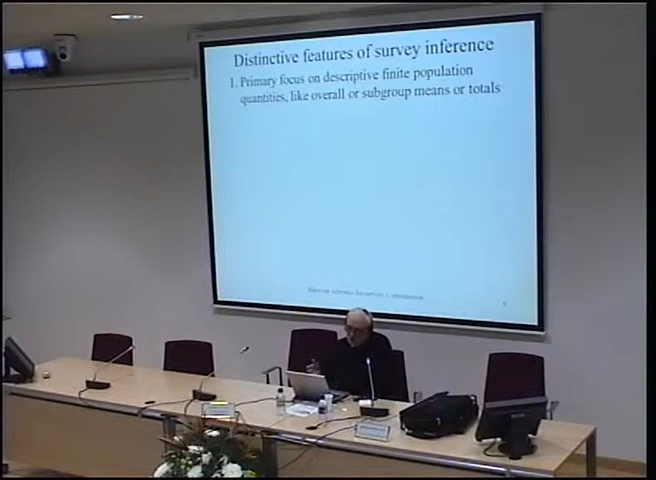 Distinctive features of survey inference
1. Primary focus on descriptive finite population
quantities, like overall or subgroup means or totals